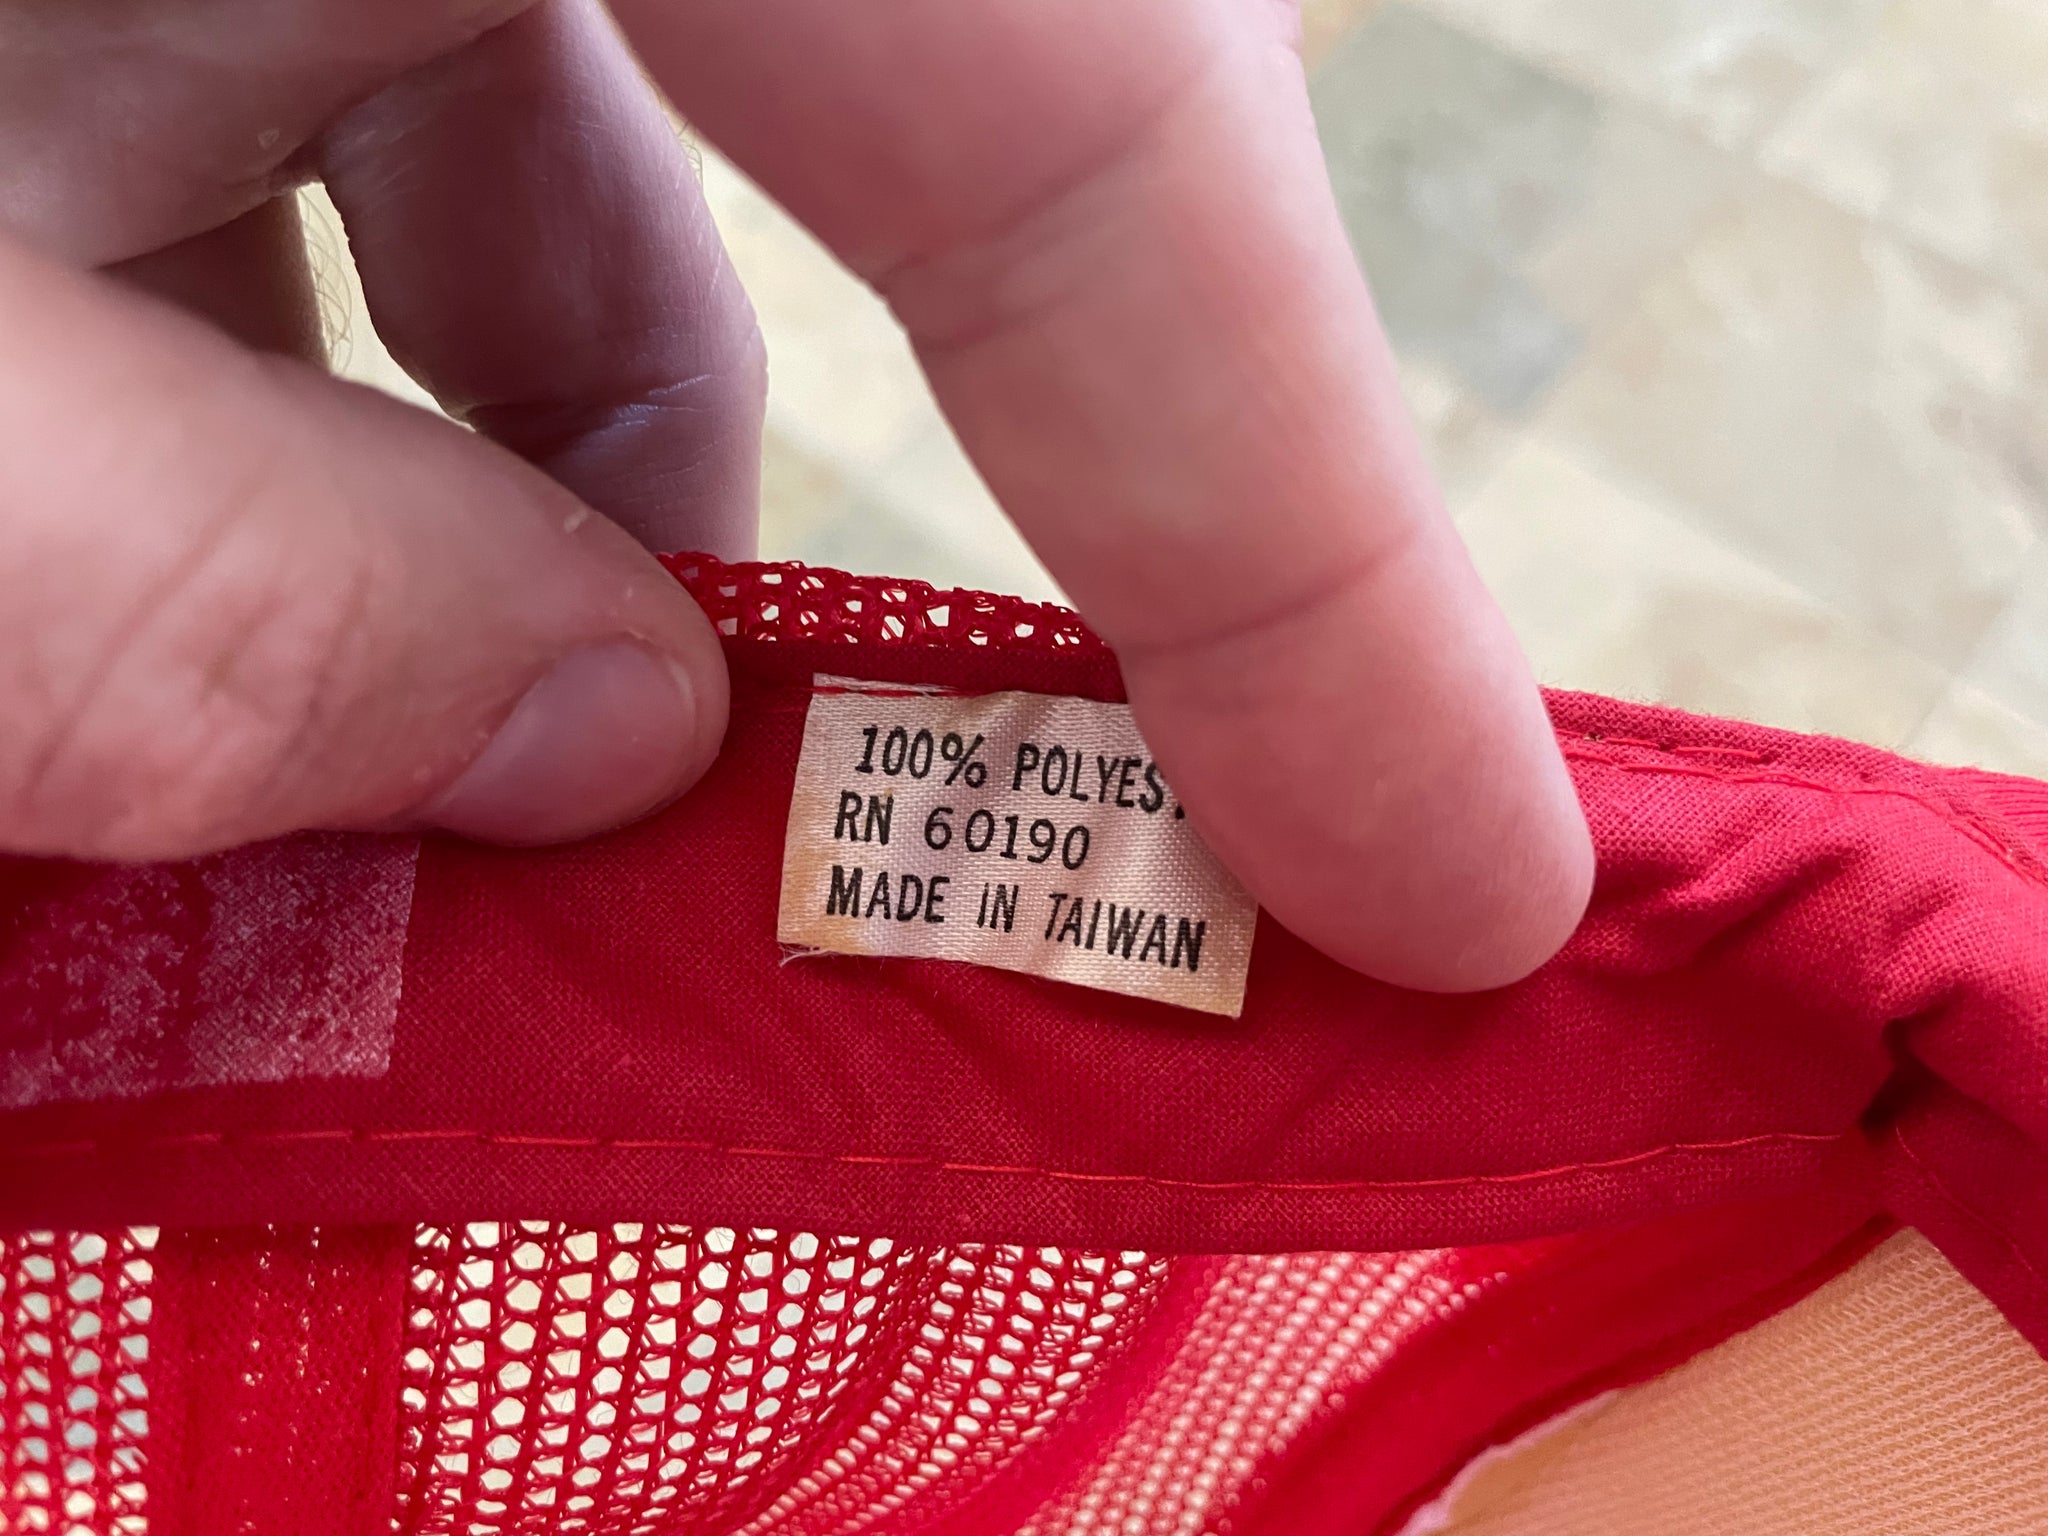 100% POLYES
RN 60190
MADE IN TAIWAN